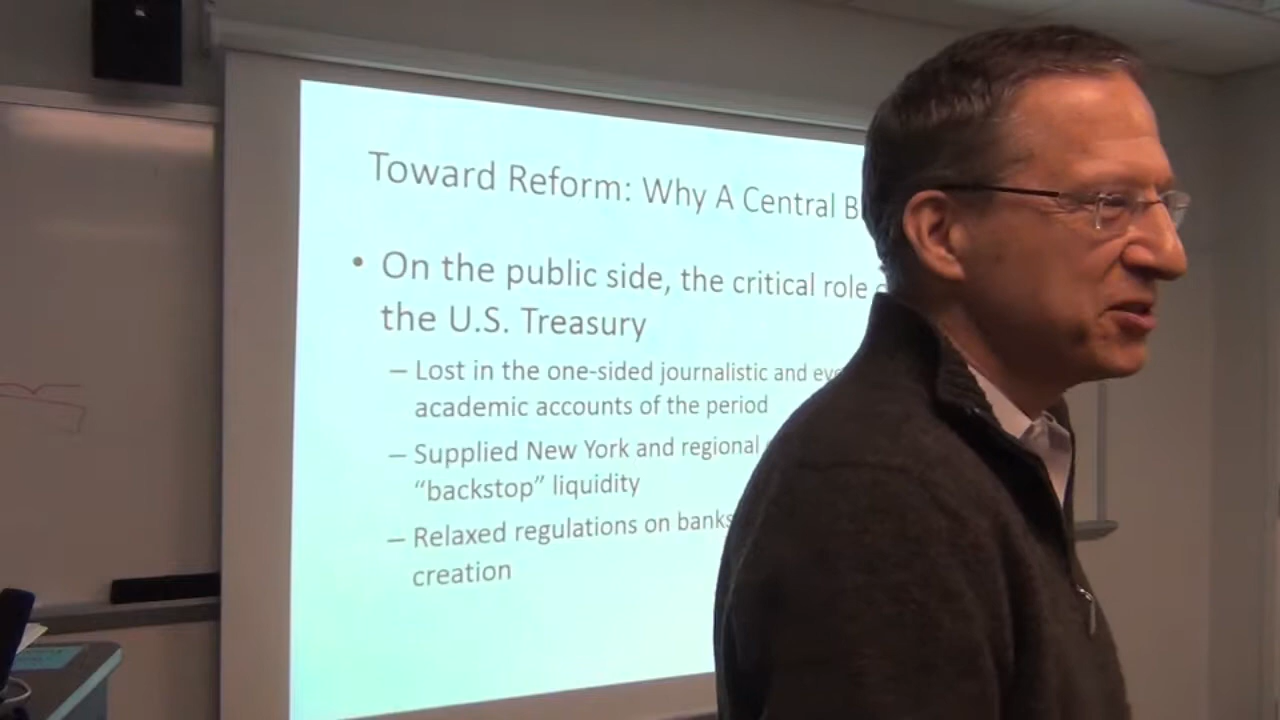 Toward Reform: Why A Central
• On the public side, the critical role
the U.S. Treasury
– Lost in the one-sided journalistic and
academic accounts of the period
– Supplied New York and regional
“backstop” liquidity
– Relaxed regulations on banks
creation